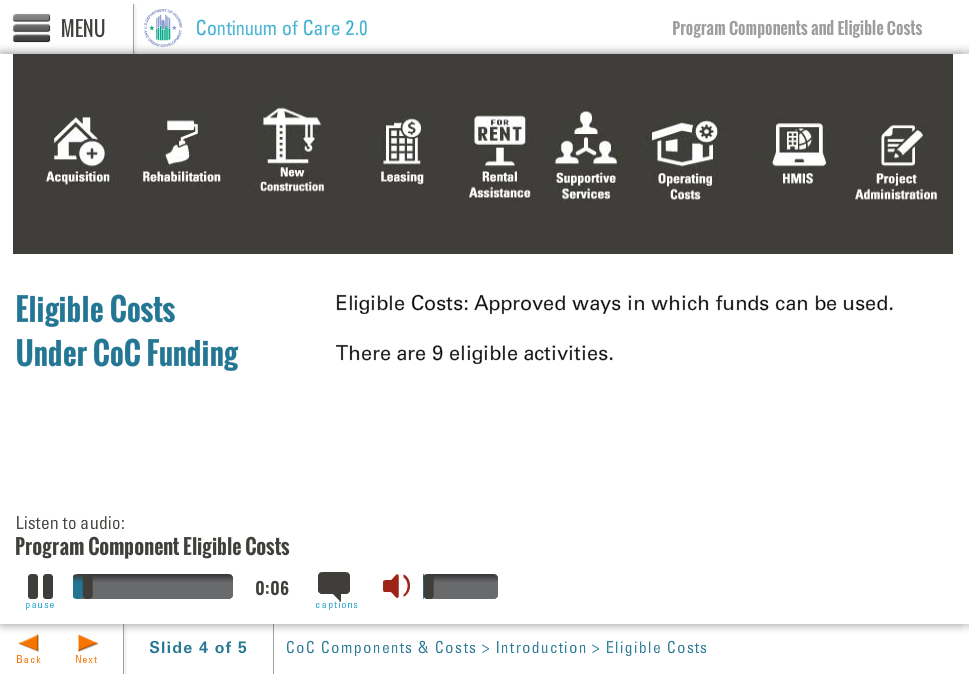 MENU
Continuum of Care 2.0
Program Components and Eligible Costs
FOR
RENT
Acquisition
Rehabilitation
New
Construction
Leasing
Rental
Assistance
Supportive
Services
Operating
Costs
HMIS
Project
Administration
Eligible Costs
Under CoC Funding
Eligible Costs: Approved ways in which funds can be used.
There are 9 eligible activities.
Listen to audio:
Program Component Eligible Costs
0:06
pause
captions
Back
Next
Slide 4 of 5
CoC Components & Costs > Introduction > Eligible Costs